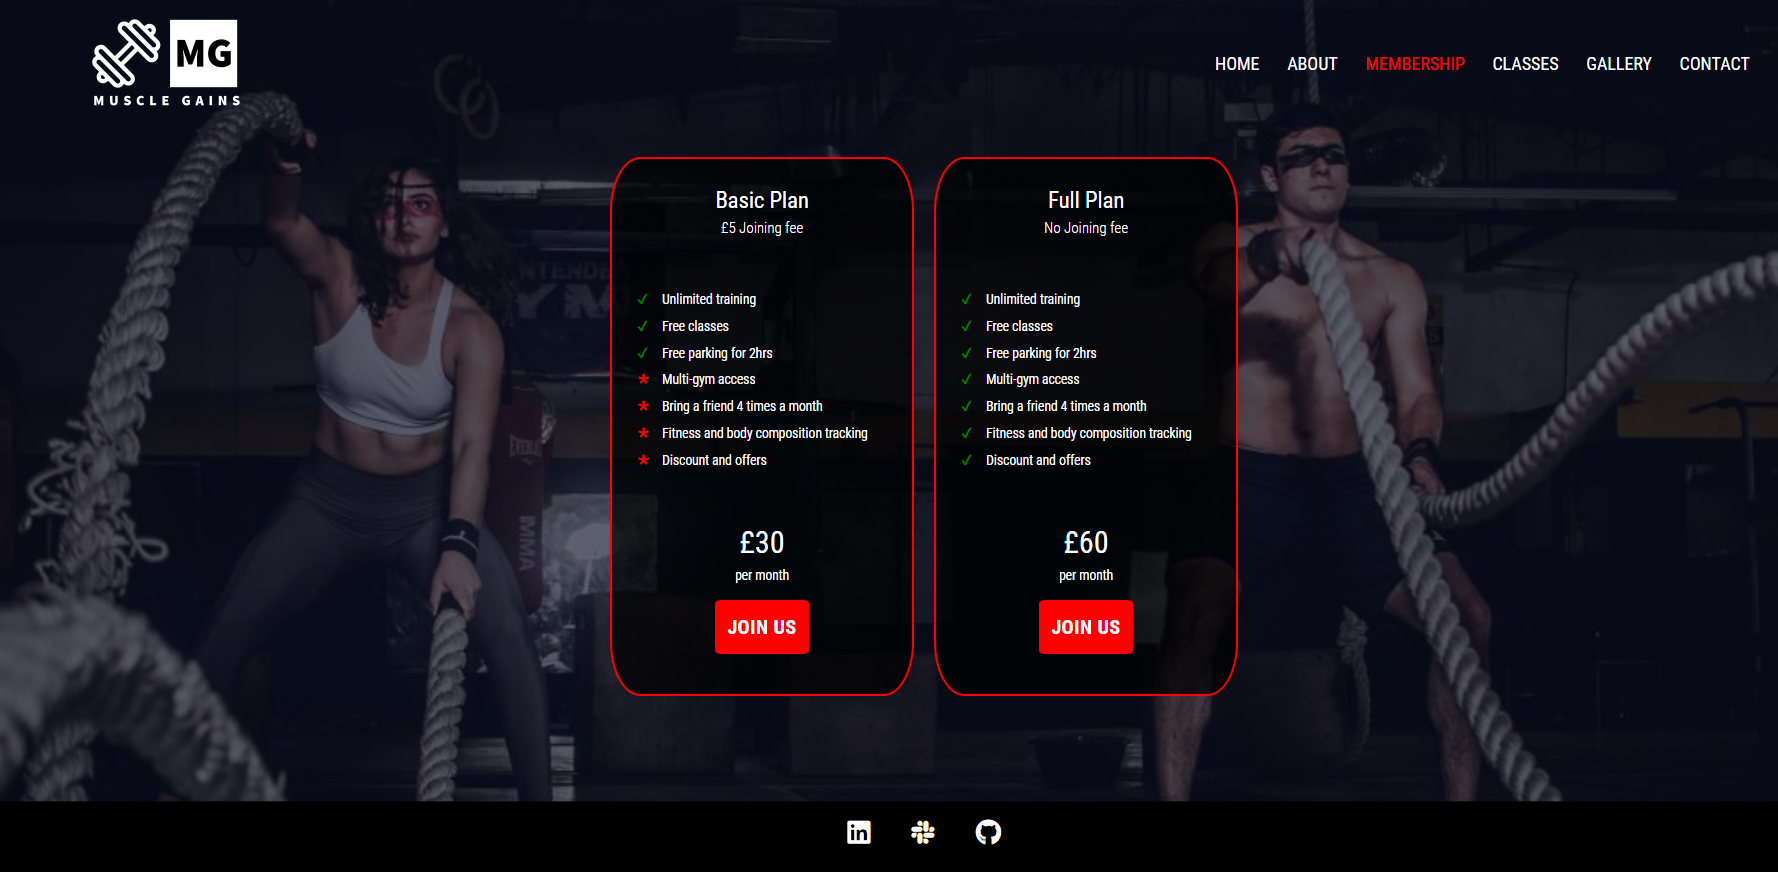 MG
MUSCLE GAINS
HOME ABOUT MEMBERSHIP CLASSES GALLERY CONTACT
Basic Plan
£5 Joining fee
✓ Unlimited training
✓ Free classes
✓ Free parking for 2hrs
* Multi-gym access
* Bring a friend 4 times a month
* Fitness and body composition tracking
* Discount and offers
£30
per month
JOIN US
Full Plan
No Joining fee
✓ Unlimited training
✓ Free classes
✓ Free parking for 2hrs
✓ Multi-gym access
✓ Bring a friend 4 times a month
✓ Fitness and body composition tracking
✓ Discount and offers
£60
per month
JOIN US
EVERLAST
MMA
in